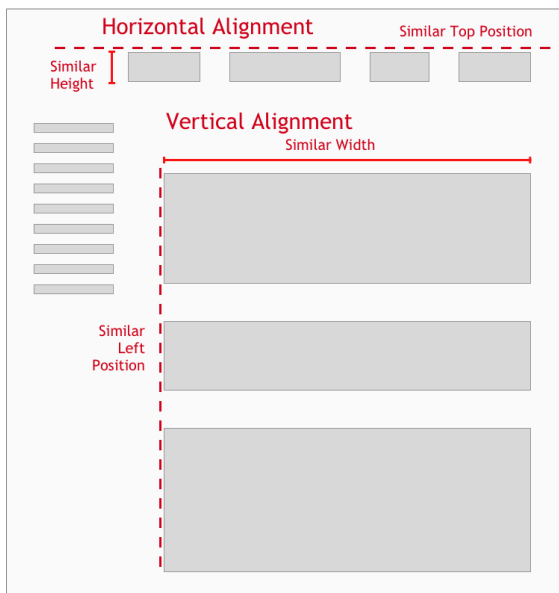 Horizontal Alignment
Similar Top Position
Similar
Height
Vertical Alignment
Similar Width
Similar
Left
Position